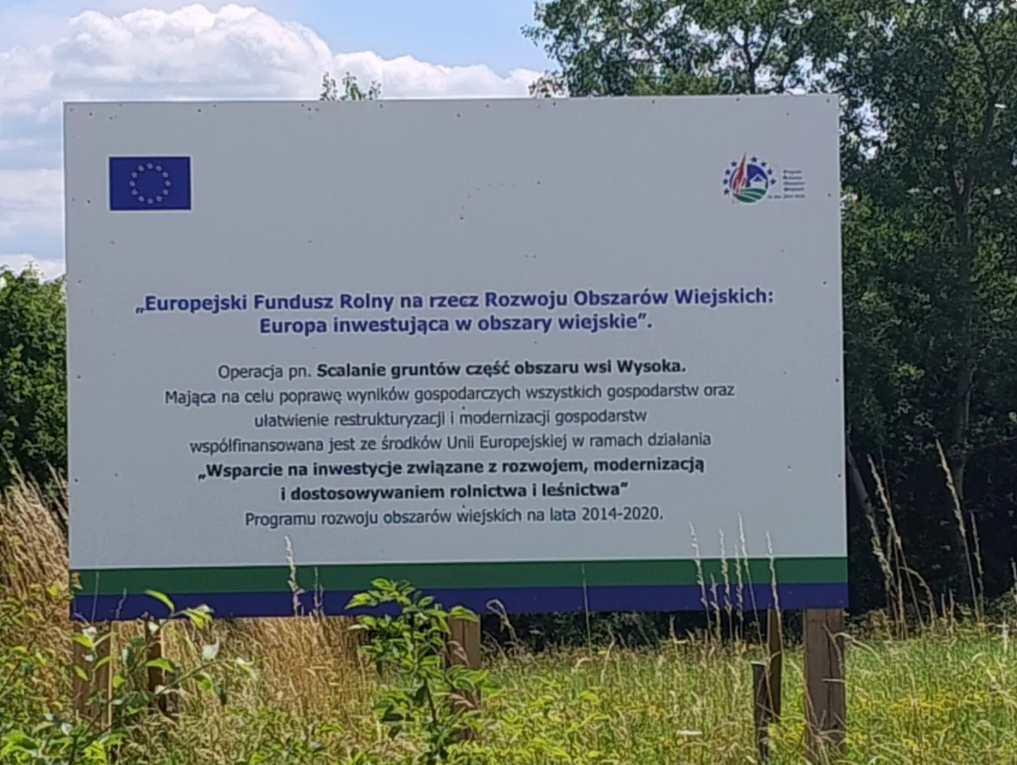 „Europejski Fundusz Rolny na rzecz Rozwoju Obszarów Wiejskich:
Europa inwestująca w obszary wiejskie”.
Operacja pn. Scalanie gruntów część obszaru wsi Wysoka.
Mająca na celu poprawę wyników gospodarczych wszystkich gospodarstw oraz
ułatwienie restrukturyzacji i modernizacji gospodarstw
współfinansowana jest ze środków Unii Europejskiej w ramach działania
„Wsparcie na inwestycje związane z rozwojem, modernizacją
i dostosowywaniem rolnictwa i leśnictwa”
Programu rozwoju obszarów wiejskich na lata 2014-2020.